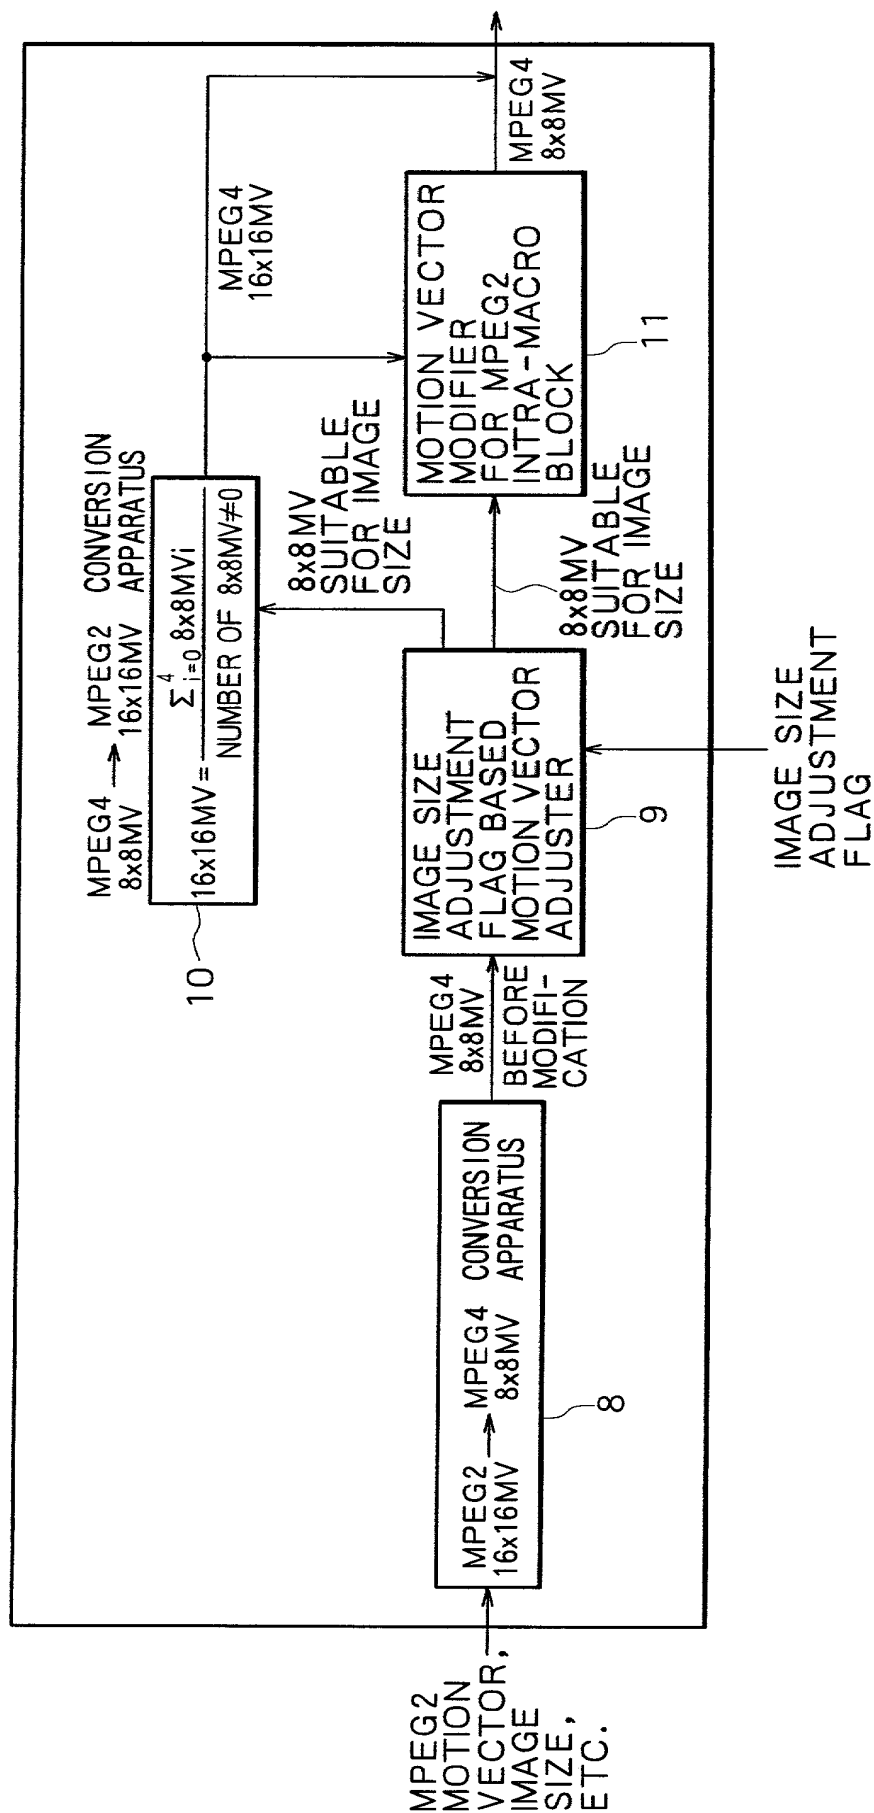 MPEG2
MOTION
VECTOR,
IMAGE
SIZE,
ETC.
MPEG2 → MPEG4 CONVERSION
16x16MV 8x8MV APPARATUS
8
MPEG4
8x8MV
BEFORE
MODIFI-
CATION
IMAGE SIZE
ADJUSTMENT
FLAG BASED
MOTION VECTOR
ADJUSTER
9
IMAGE SIZE
ADJUSTMENT
FLAG
MPEG4 → MPEG2 CONVERSION
8x8MV 16x16MV APPARATUS
16x16MV = Σ⁴ᵢ₌₀ 8x8MVi
NUMBER OF 8x8MV≠0
10
8x8MV
SUITABLE
FOR IMAGE
SIZE
8x8MV
SUITABLE
FOR IMAGE
SIZE
MOTION VECTOR
MODIFIER
FOR MPEG2
INTRA-MACRO
BLOCK
11
MPEG4
16x16MV
MPEG4
8x8MV